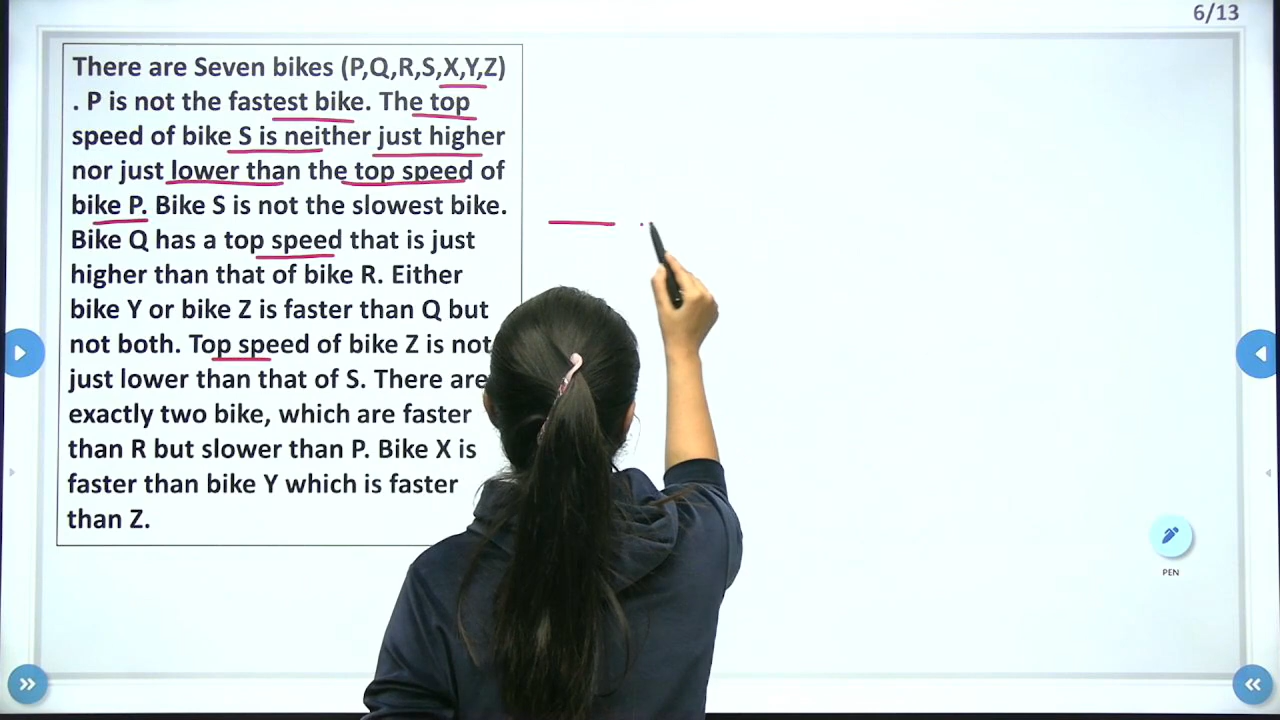 6/13
There are Seven bikes (P,Q,R,S,X,Y,Z)
. P is not the fastest bike. The top
speed of bike S is neither just higher
nor just lower than the top speed of
bike P. Bike S is not the slowest bike.
Bike Q has a top speed that is just
higher than that of bike R. Either
bike Y or bike Z is faster than Q but
not both. Top speed of bike Z is not
just lower than that of S. There are
exactly two bike, which are faster
than R but slower than P. Bike X is
faster than bike Y which is faster
than Z.
PEN